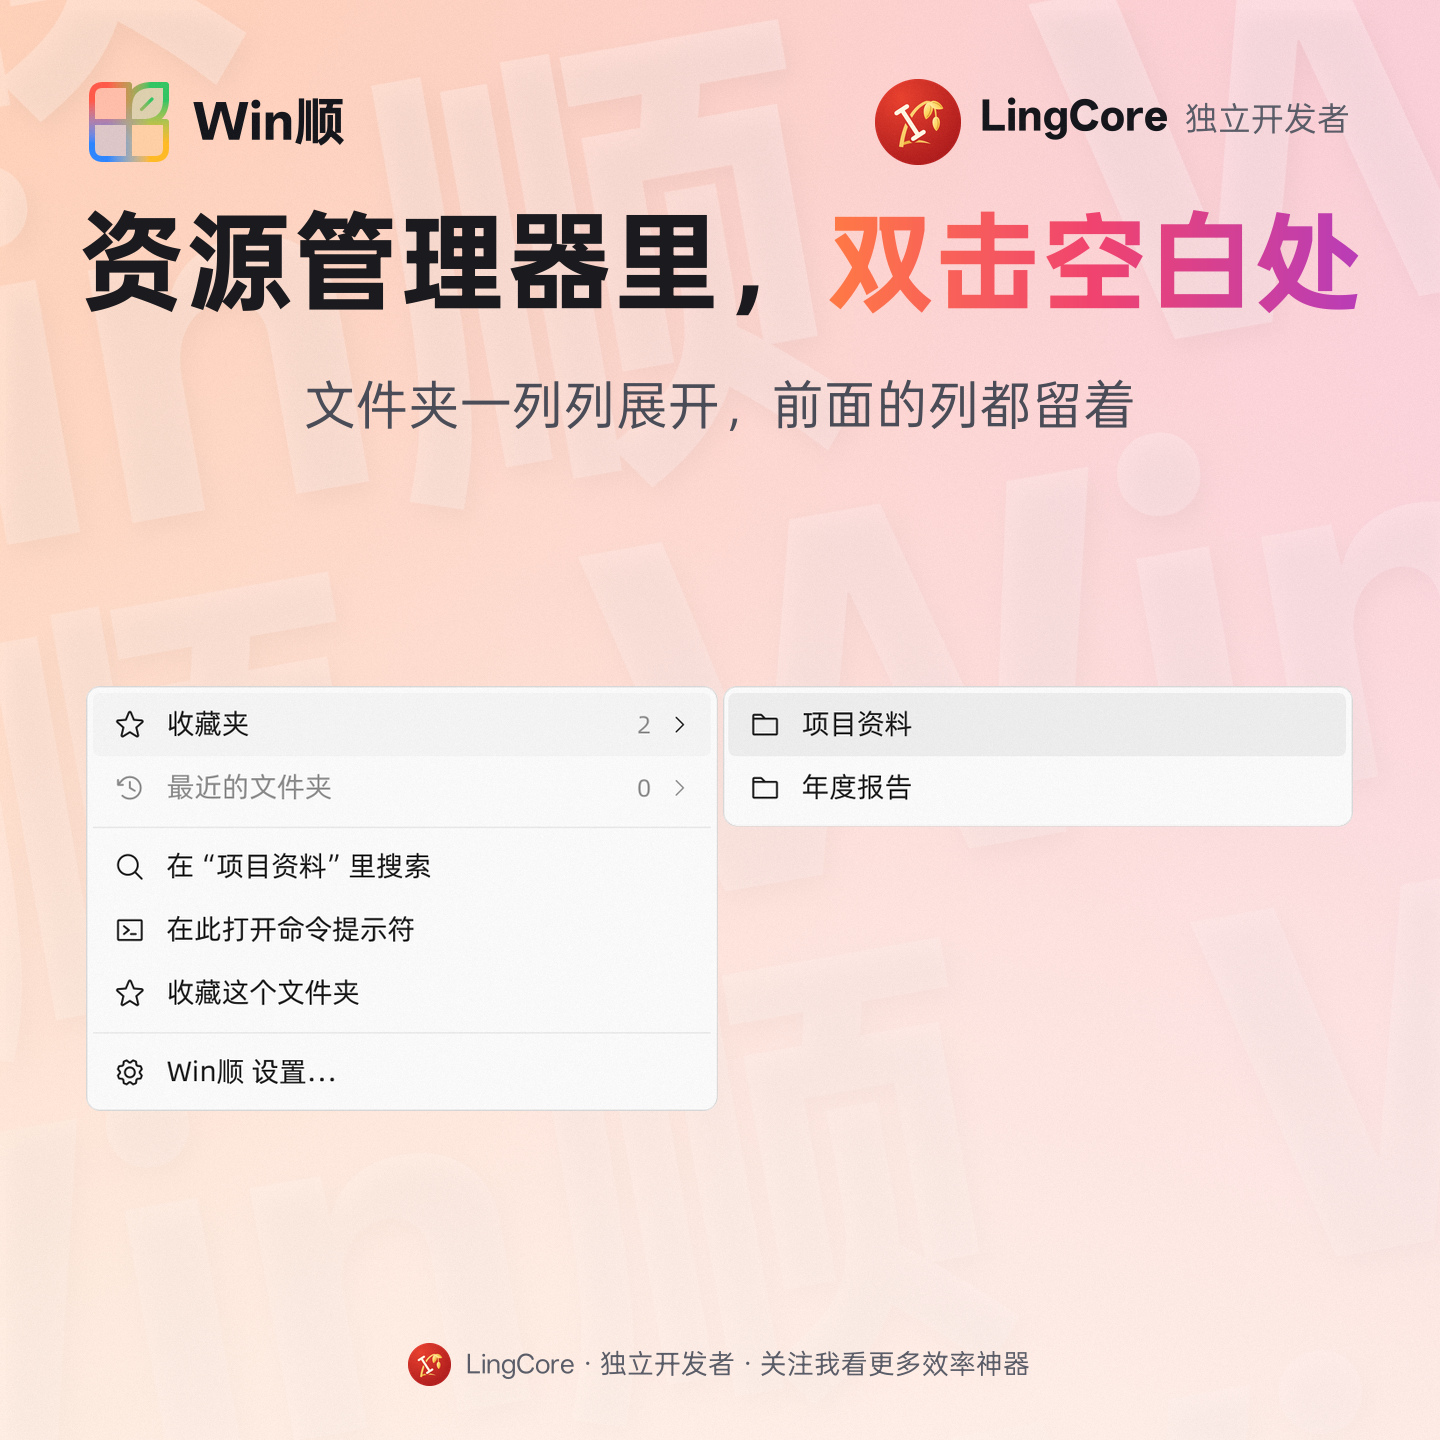 Win顺
LingCore 独立开发者
资源管理器里，双击空白处
文件夹一列列展开，前面的列都留着
收藏夹 2
最近的文件夹 0
在“项目资料”里搜索
在此打开命令提示符
收藏这个文件夹
Win顺 设置...
项目资料
年度报告
LingCore · 独立开发者 · 关注我看更多效率神器